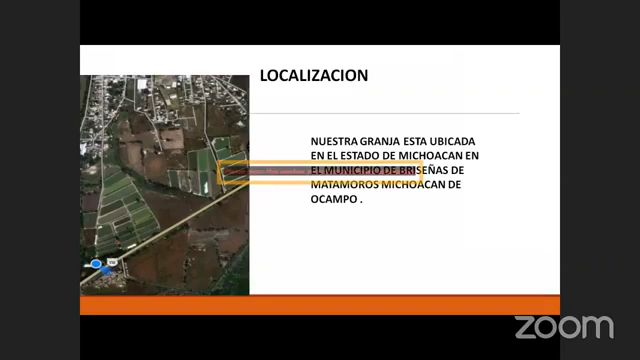 LOCALIZACION
NUESTRA GRANJA ESTA UBICADA
EN EL ESTADO DE MICHOACAN EN
EL MUNICIPIO DE BRISEÑAS DE
MATAMOROS MICHOACAN DE
OCAMPO .
zoom